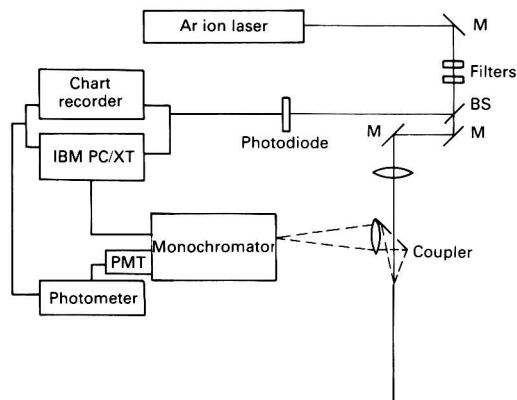 Ar ion laser
M
Filters
Chart
recorder
BS
Photodiode
M
M
IBM PC/XT
Monochromator
Coupler
PMT
Photometer